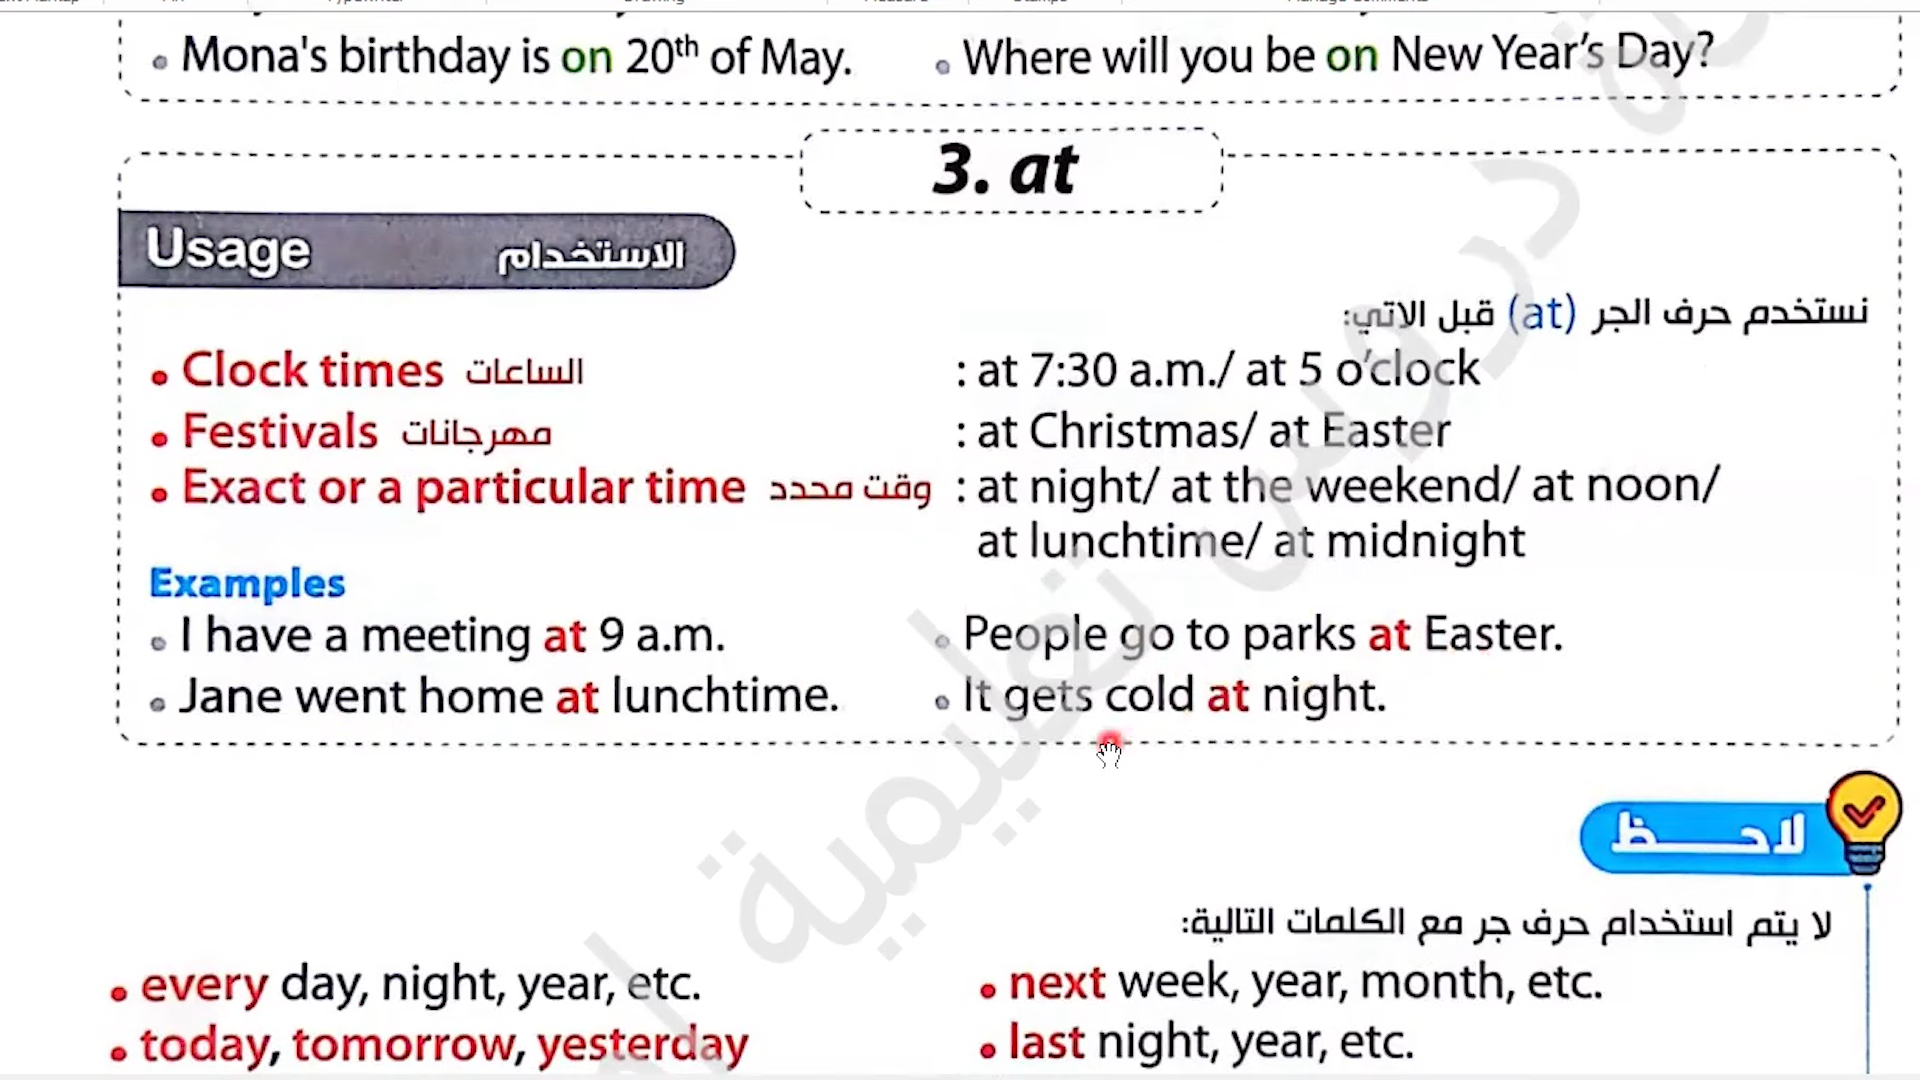 • Mona's birthday is on 20th of May.
• Where will you be on New Year's Day?
3. at
Usage الاستخدام
نستخدم حرف الجر (at) قبل الاتي:
• Clock times الساعات : at 7:30 a.m./ at 5 o'clock
• Festivals مهرجانات : at Christmas/ at Easter
• Exact or a particular time وقت محدد : at night/ at the weekend/ at noon/
at lunchtime/ at midnight
Examples
• I have a meeting at 9 a.m.
• People go to parks at Easter.
• Jane went home at lunchtime.
• It gets cold at night.
لاحـــــظ
لا يتم استخدام حرف جر مع الكلمات التالية:
• every day, night, year, etc.
• next week, year, month, etc.
• today, tomorrow, yesterday
• last night, year, etc.
دروس تعليمية